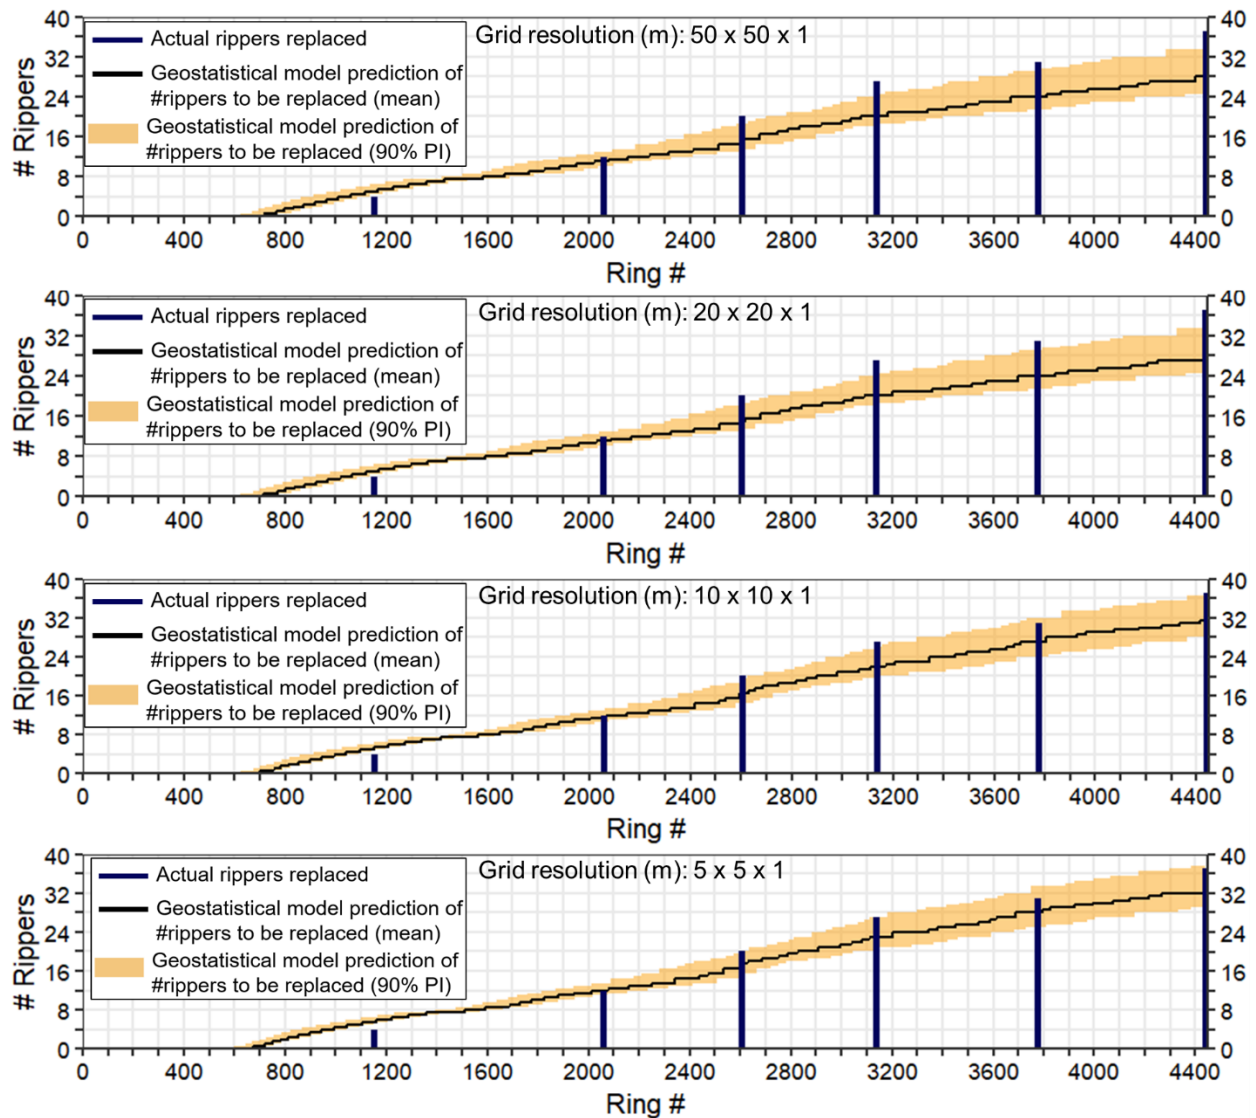 Grid resolution (m): 50 x 50 x 1
Actual rippers replaced
Geostatistical model prediction of
#rippers to be replaced (mean)
Geostatistical model prediction of
#rippers to be replaced (90% PI)
# Rippers
40
32
24
16
8
0
40
32
24
16
8
0
0 400 800 1200 1600 2000 2400 2800 3200 3600 4000 4400
Ring #
Grid resolution (m): 20 x 20 x 1
Actual rippers replaced
Geostatistical model prediction of
#rippers to be replaced (mean)
Geostatistical model prediction of
#rippers to be replaced (90% PI)
# Rippers
40
32
24
16
8
0
40
32
24
16
8
0
0 400 800 1200 1600 2000 2400 2800 3200 3600 4000 4400
Ring #
Grid resolution (m): 10 x 10 x 1
Actual rippers replaced
Geostatistical model prediction of
#rippers to be replaced (mean)
Geostatistical model prediction of
#rippers to be replaced (90% PI)
# Rippers
40
32
24
16
8
0
40
32
24
16
8
0
0 400 800 1200 1600 2000 2400 2800 3200 3600 4000 4400
Ring #
Grid resolution (m): 5 x 5 x 1
Actual rippers replaced
Geostatistical model prediction of
#rippers to be replaced (mean)
Geostatistical model prediction of
#rippers to be replaced (90% PI)
# Rippers
40
32
24
16
8
0
40
32
24
16
8
0
0 400 800 1200 1600 2000 2400 2800 3200 3600 4000 4400
Ring #